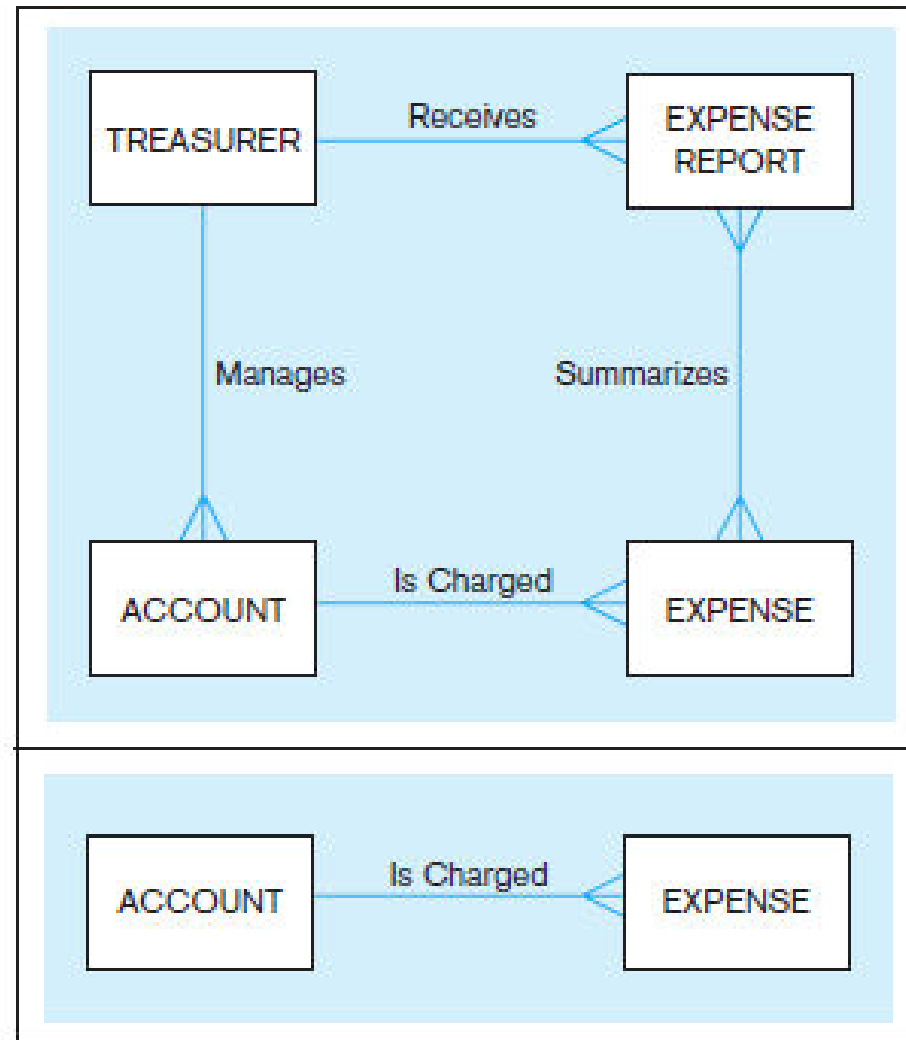 Receives
TREASURER
EXPENSE
REPORT
Manages
Summarizes
Is Charged
ACCOUNT
EXPENSE
Is Charged
ACCOUNT
EXPENSE